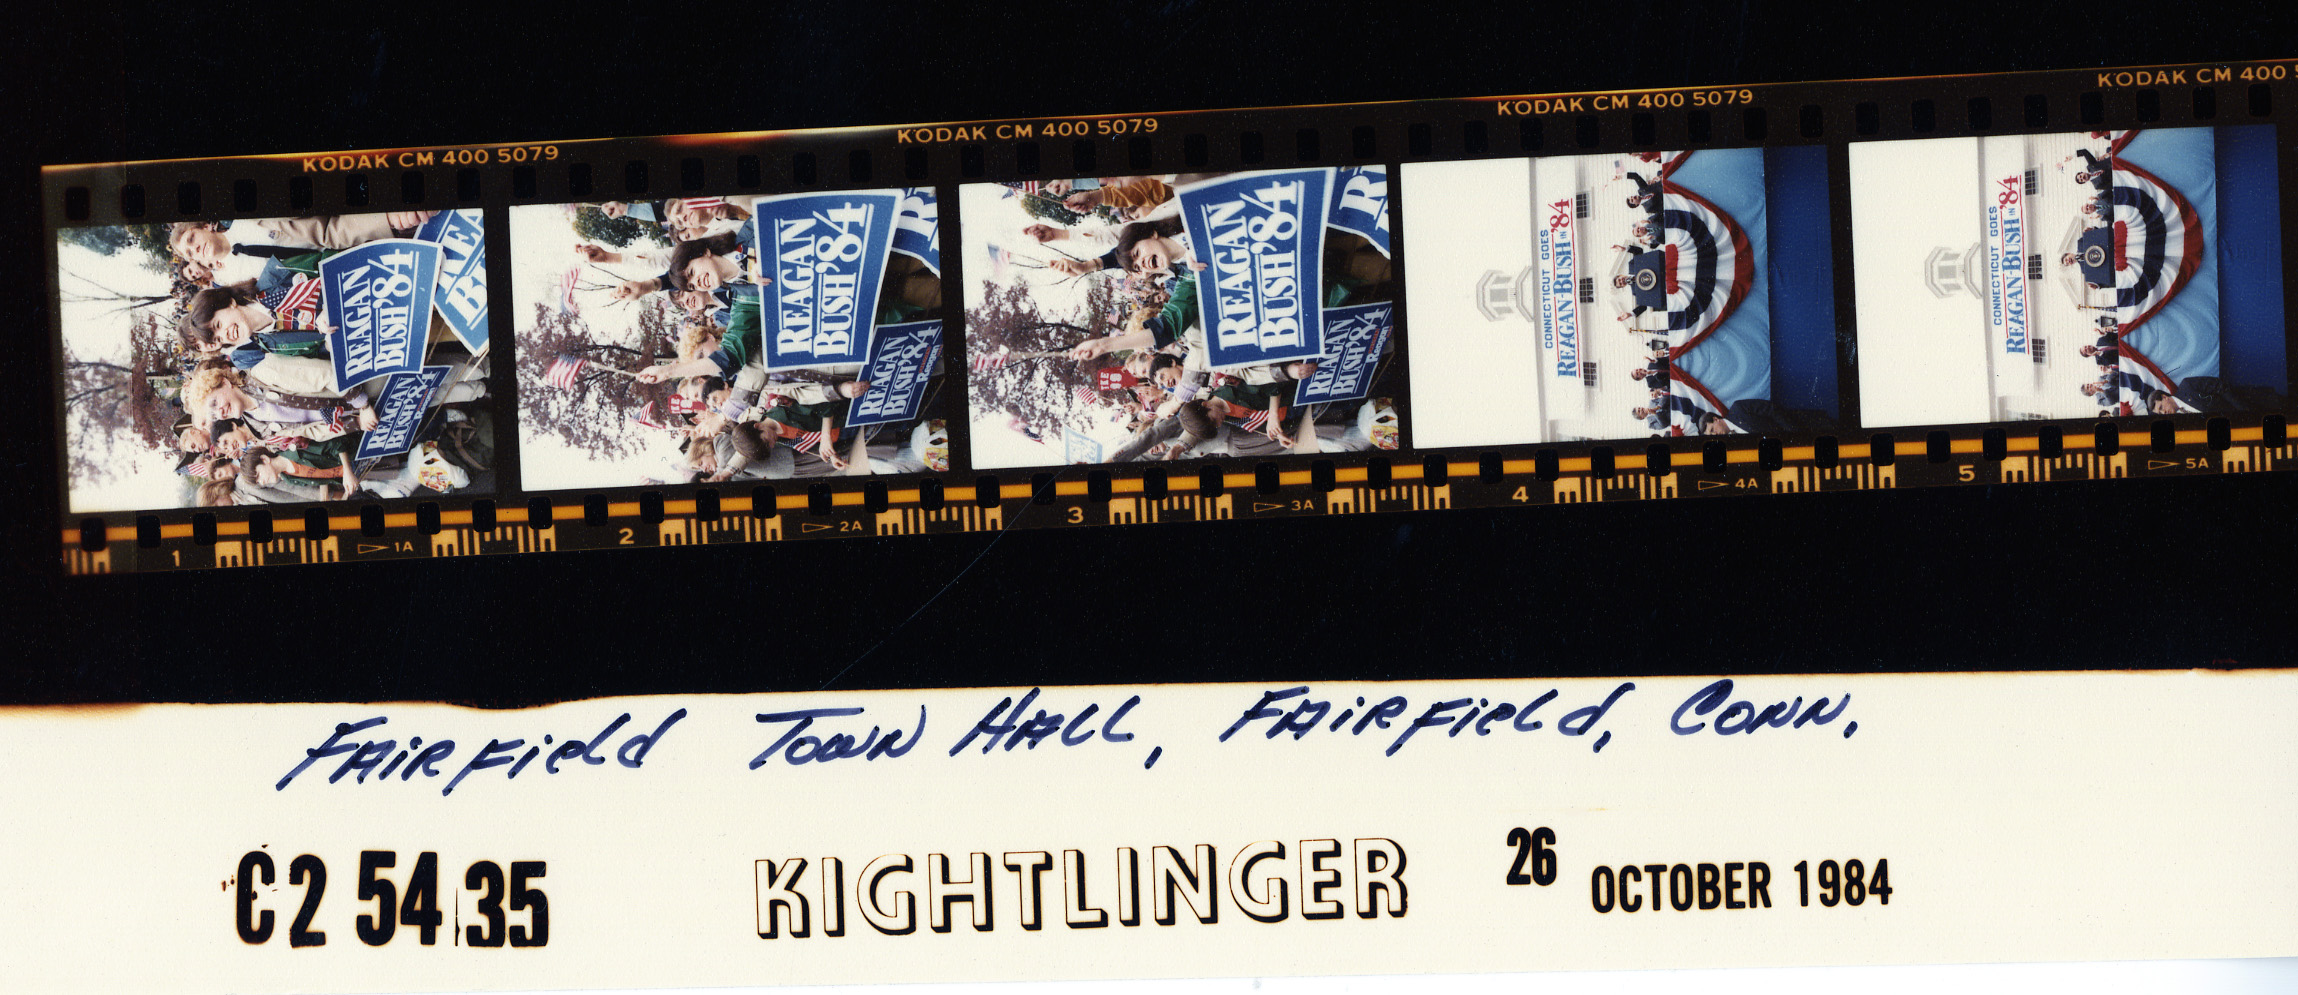 KODAK CM 400 5079
KODAK CM 400 5079
KODAK CM 400 5079
KODAK CM 400
REAGAN
BUSH '84
REAGAN
BUSH '84
REAGAN
BUSH '84
REAGAN
BUSH '84
REAGAN
BUSH '84
REAGAN
BUSH '84
CONNECTICUT GOES
REAGAN-BUSH IN '84
CONNECTICUT GOES
REAGAN-BUSH IN '84
1 1A 2 2A 3 3A 4 4A 5 5A
FAiRFiELd TOWN HALL, FAiRFiELd, CONN.
C2 54 35 KIGHTLINGER 26 OCTOBER 1984